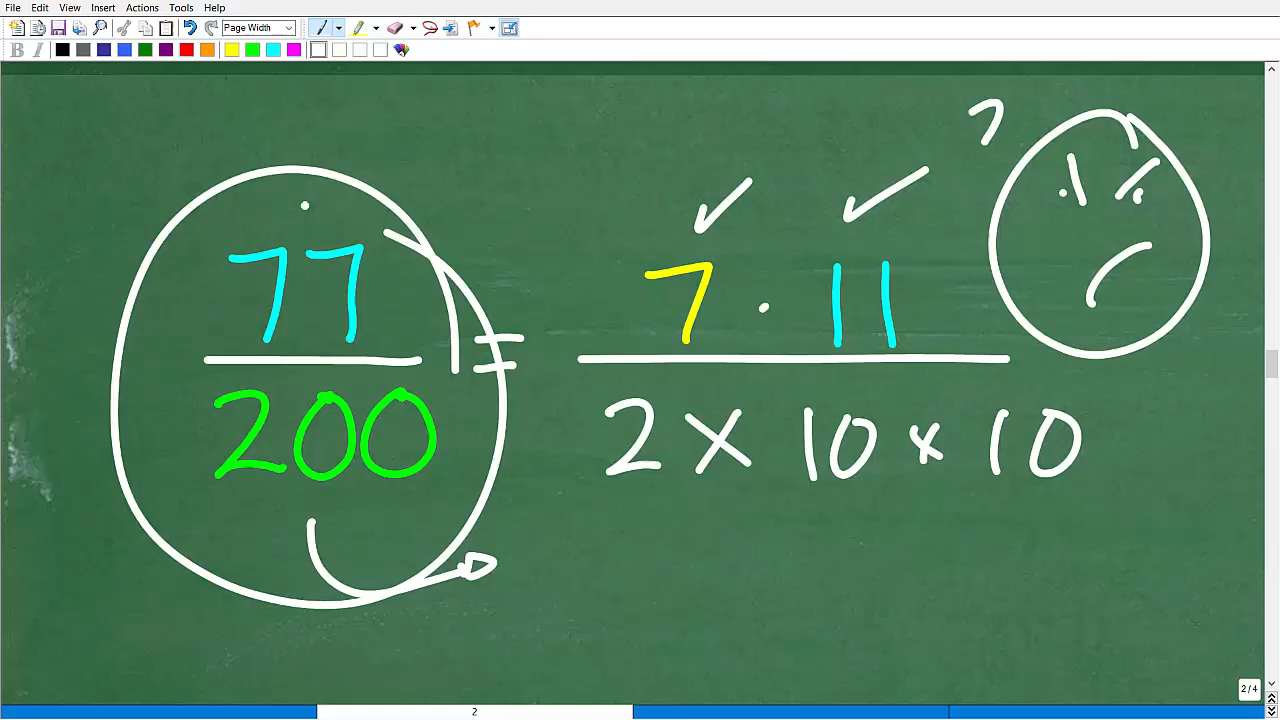 File Edit View Insert Actions Tools Help
Page Width
B I
?
77 = 7 · 11
200 2 x 10 x 10
2/4
2